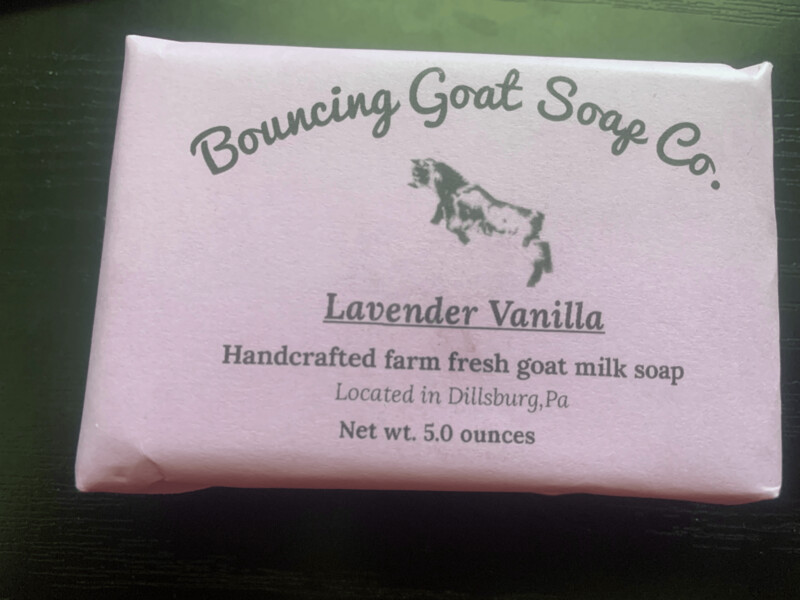 Bouncing Goat Soap Co.
Lavender Vanilla
Handcrafted farm fresh goat milk soap
Located in Dillsburg,Pa
Net wt. 5.0 ounces